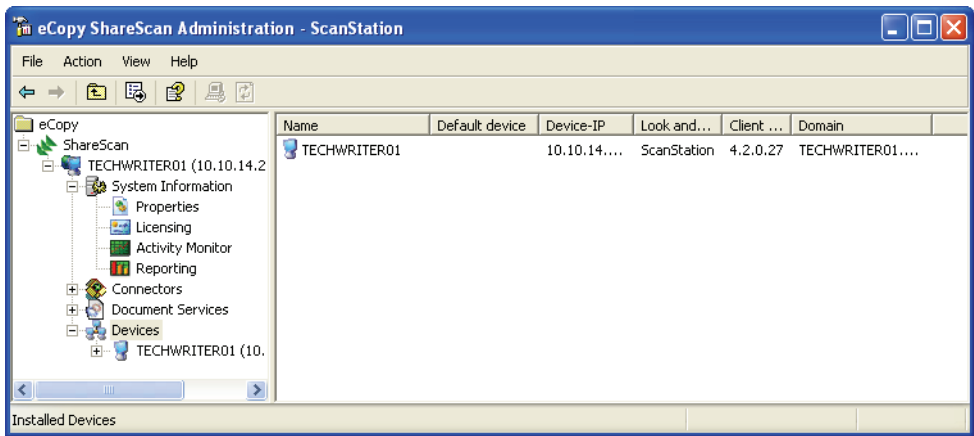 eCopy ShareScan Administration - ScanStation
File Action View Help
eCopy
ShareScan
TECHWRITER01 (10.10.14.2
System Information
Properties
Licensing
Activity Monitor
Reporting
Connectors
Document Services
Devices
TECHWRITER01 (10.
Name Default device Device-IP Look and... Client ... Domain
TECHWRITER01 10.10.14.... ScanStation 4.2.0.27 TECHWRITER01....
Installed Devices